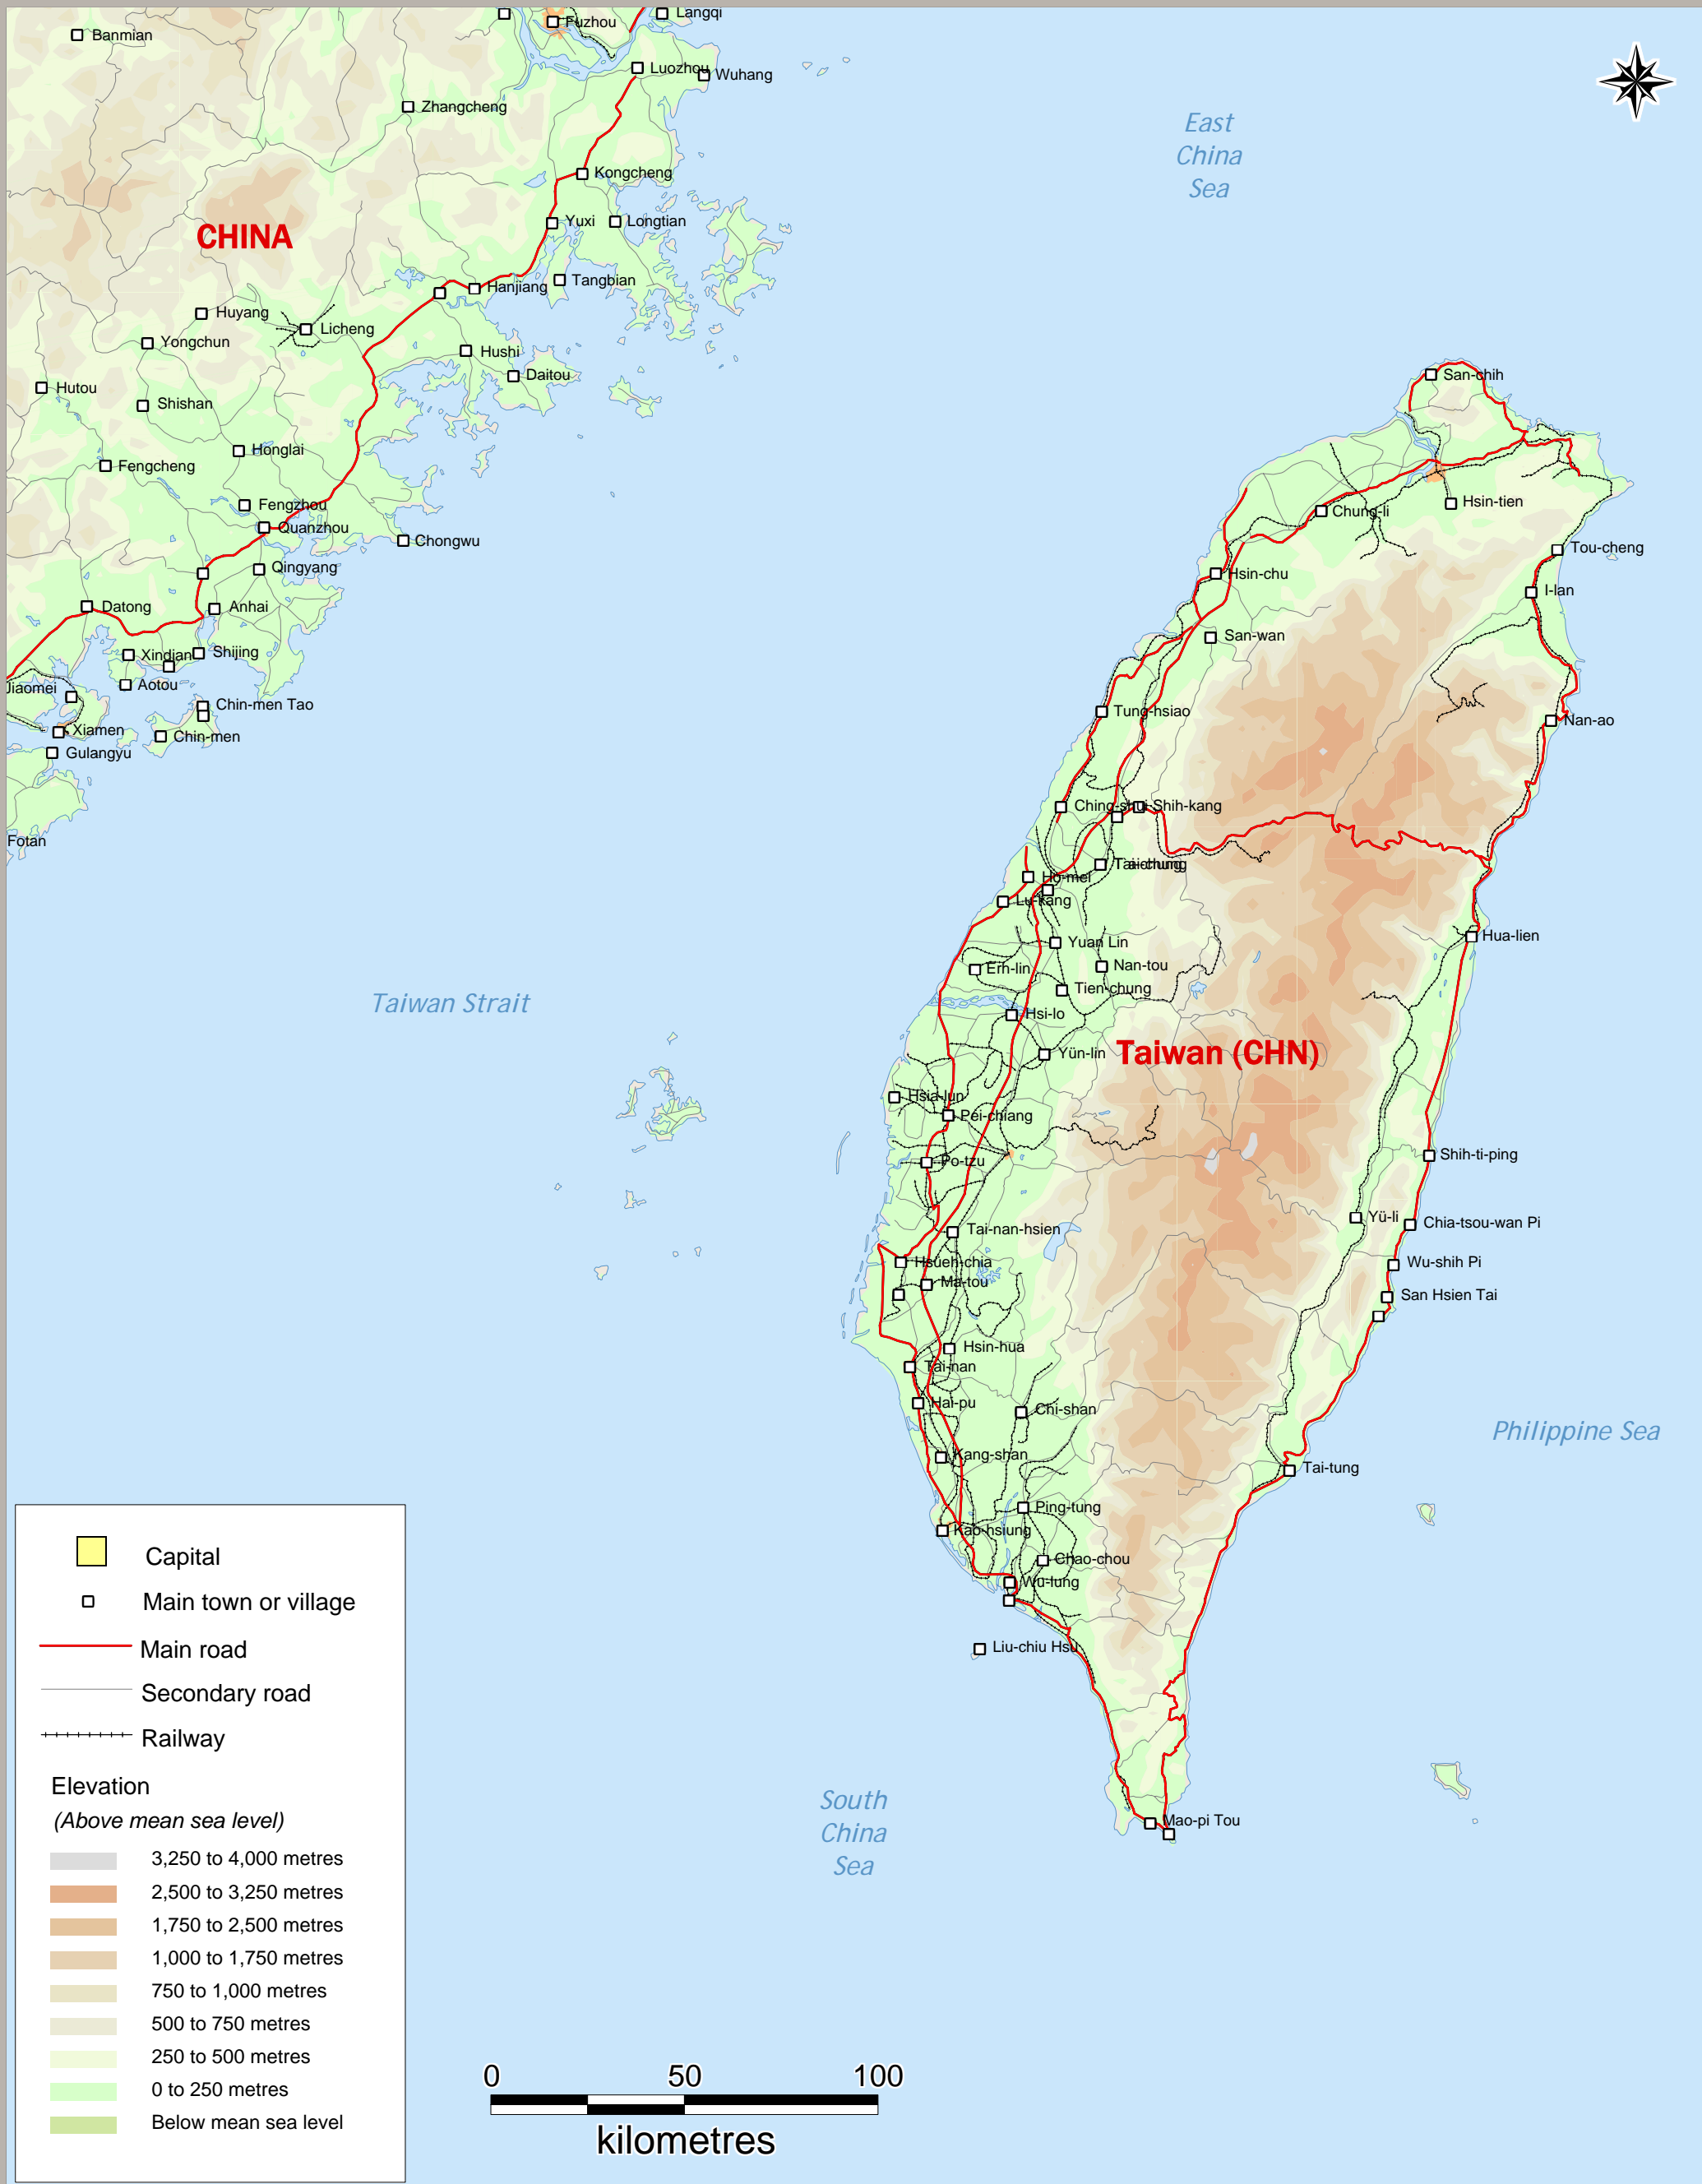 Fuzhou
Langqi
Banmian
Luozhou
Wuhang
Zhangcheng
East
China
Sea
Kongcheng
Yuxi
Longtian
CHINA
Tangbian
Hanjiang
Huyang
Licheng
Yongchun
Hushi
Daitou
San-chih
Hutou
Shishan
Honglai
Fengcheng
Fengzhou
Hsin-tien
Chung-li
Quanzhou
Chongwu
Tou-cheng
Qingyang
Hsin-chu
I-lan
Datong
Anhai
San-wan
Xindian
Shijing
Aotou
Jiaomei
Chin-men Tao
Tung-hsiao
Nan-ao
Xiamen
Chin-men
Gulangyu
Ching-shui
Shih-kang
Fotan
Tai-chung
Ho-mei
Lu-kang
Hua-lien
Yuan Lin
Erh-lin
Nan-tou
Tien-chung
Taiwan Strait
Hsi-lo
Yün-lin
Taiwan (CHN)
Hsia-lun
Pei-chiang
Shih-ti-ping
Po-tzu
Yü-li
Chia-tsou-wan Pi
Tai-nan-hsien
Hsueh-chia
Wu-shih Pi
Ma-tou
San Hsien Tai
Hsin-hua
Tai-nan
Hai-pu
Chi-shan
Philippine Sea
Kang-shan
Tai-tung
Ping-tung
Kao-hsiung
Chao-chou
Wu-lung
Liu-chiu Hsu
South
China
Sea
Mao-pi Tou
Capital
Main town or village
Main road
Secondary road
Railway
Elevation
(Above mean sea level)
3,250 to 4,000 metres
2,500 to 3,250 metres
1,750 to 2,500 metres
1,000 to 1,750 metres
750 to 1,000 metres
500 to 750 metres
250 to 500 metres
0 to 250 metres
Below mean sea level
0 50 100
kilometres